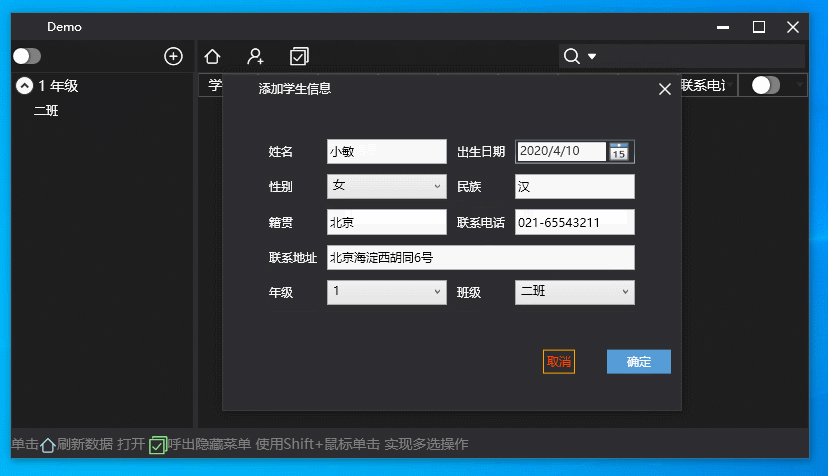 Demo
1 年级
二班
学
联系电话
添加学生信息
姓名 小敏 出生日期 2020/4/10 15
性别 女 民族 汉
籍贯 北京 联系电话 021-65543211
联系地址 北京海淀西胡同6号
年级 1 班级 二班
取消 确定
单击 刷新数据 打开 呼出隐藏菜单 使用Shift+鼠标单击 实现多选操作